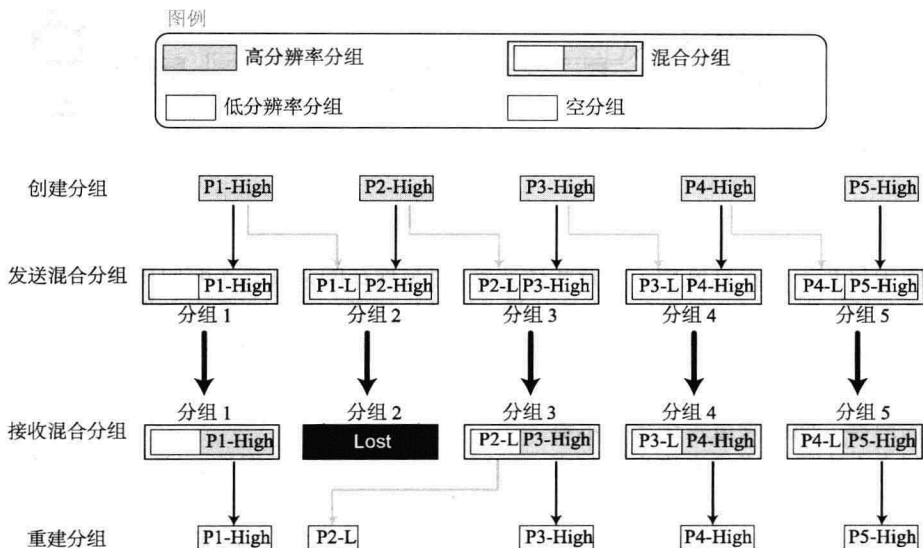 图例
高分辨率分组 混合分组
低分辨率分组 空分组
创建分组 P1-High P2-High P3-High P4-High P5-High
发送混合分组 P1-High P1-L P2-High P2-L P3-High P3-L P4-High P4-L P5-High
分组 1 分组 2 分组 3 分组 4 分组 5
分组 1 分组 2 分组 3 分组 4 分组 5
接收混合分组 P1-High Lost P2-L P3-High P3-L P4-High P4-L P5-High
重建分组 P1-High P2-L P3-High P4-High P5-High